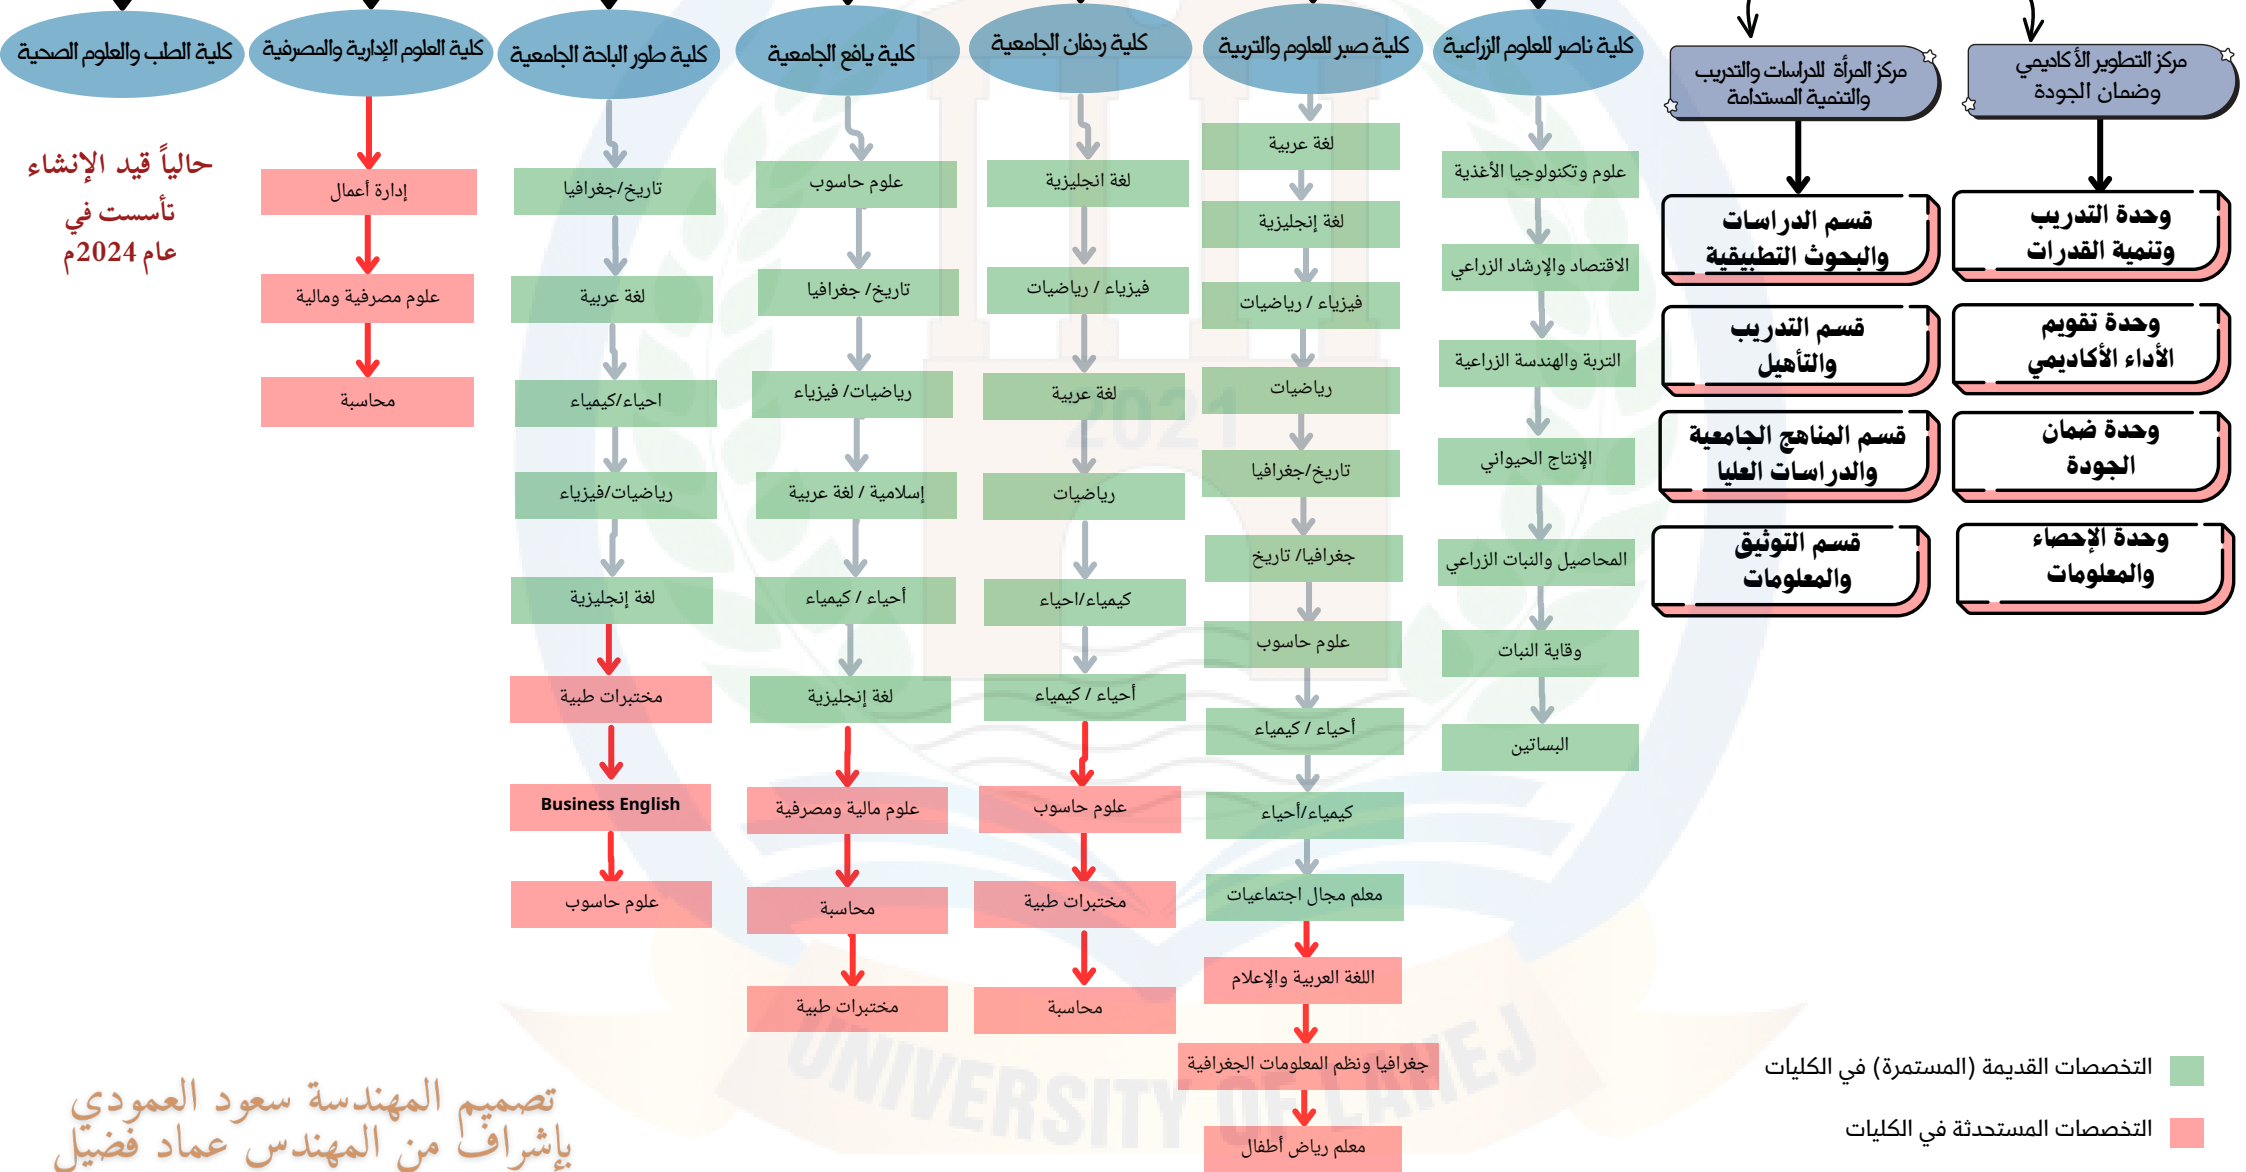 مركز التطوير الأكاديمي
وضمان الجودة
وحدة التدريب
وتنمية القدرات
وحدة تقويم
الأداء الأكاديمي
وحدة ضمان
الجودة
وحدة الإحصاء
والمعلومات
مركز المرأة للدراسات والتدريب
والتنمية المستدامة
قسم الدراسات
والبحوث التطبيقية
قسم التدريب
والتأهيل
قسم المناهج الجامعية
والدراسات العليا
قسم التوثيق
والمعلومات
كلية ناصر للعلوم الزراعية
علوم وتكنولوجيا الأغذية
الاقتصاد والإرشاد الزراعي
التربة والهندسة الزراعية
الإنتاج الحيواني
المحاصيل والنبات الزراعي
وقاية النبات
البساتين
كلية صبر للعلوم والتربية
لغة عربية
لغة إنجليزية
فيزياء / رياضيات
رياضيات
تاريخ/جغرافيا
جغرافيا/ تاريخ
علوم حاسوب
أحياء / كيمياء
كيمياء/أحياء
معلم مجال اجتماعيات
اللغة العربية والإعلام
جغرافيا ونظم المعلومات الجغرافية
معلم رياض أطفال
كلية ردفان الجامعية
لغة انجليزية
فيزياء / رياضيات
لغة عربية
رياضيات
كيمياء/احياء
أحياء / كيمياء
علوم حاسوب
مختبرات طبية
محاسبة
كلية يافع الجامعية
علوم حاسوب
تاريخ/ جغرافيا
رياضيات/ فيزياء
إسلامية / لغة عربية
أحياء / كيمياء
لغة إنجليزية
علوم مالية ومصرفية
محاسبة
مختبرات طبية
كلية طور الباحة الجامعية
تاريخ/جغرافيا
لغة عربية
احياء/كيمياء
رياضيات/فيزياء
لغة إنجليزية
مختبرات طبية
Business English
علوم حاسوب
كلية العلوم الإدارية والمصرفية
إدارة أعمال
علوم مصرفية ومالية
محاسبة
كلية الطب والعلوم الصحية
حالياً قيد الإنشاء
تأسست في
عام 2024م
2021
UNIVERSITY OF LAHEJ
التخصصات القديمة (المستمرة) في الكليات
التخصصات المستحدثة في الكليات
تصميم المهندسة سعود العمودي
بإشراف من المهندس عماد فضيل